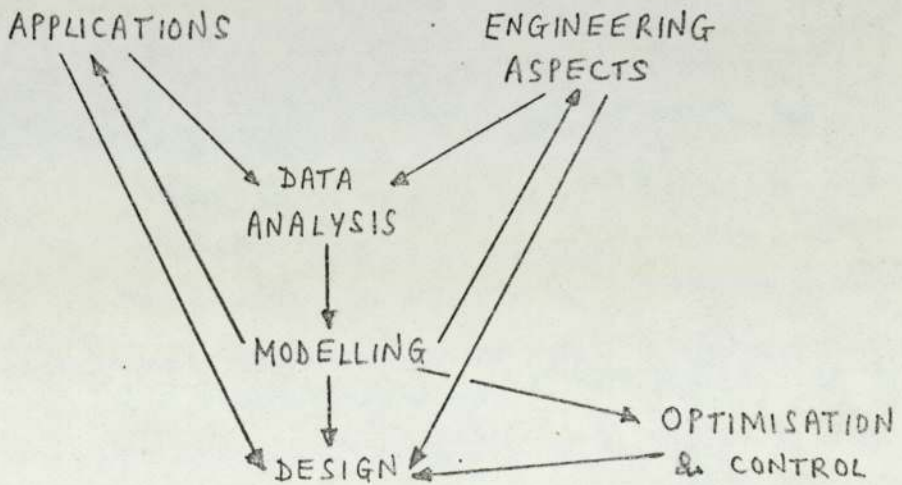 APPLICATIONS
ENGINEERING
ASPECTS
DATA
ANALYSIS
MODELLING
OPTIMISATION
& CONTROL
DESIGN